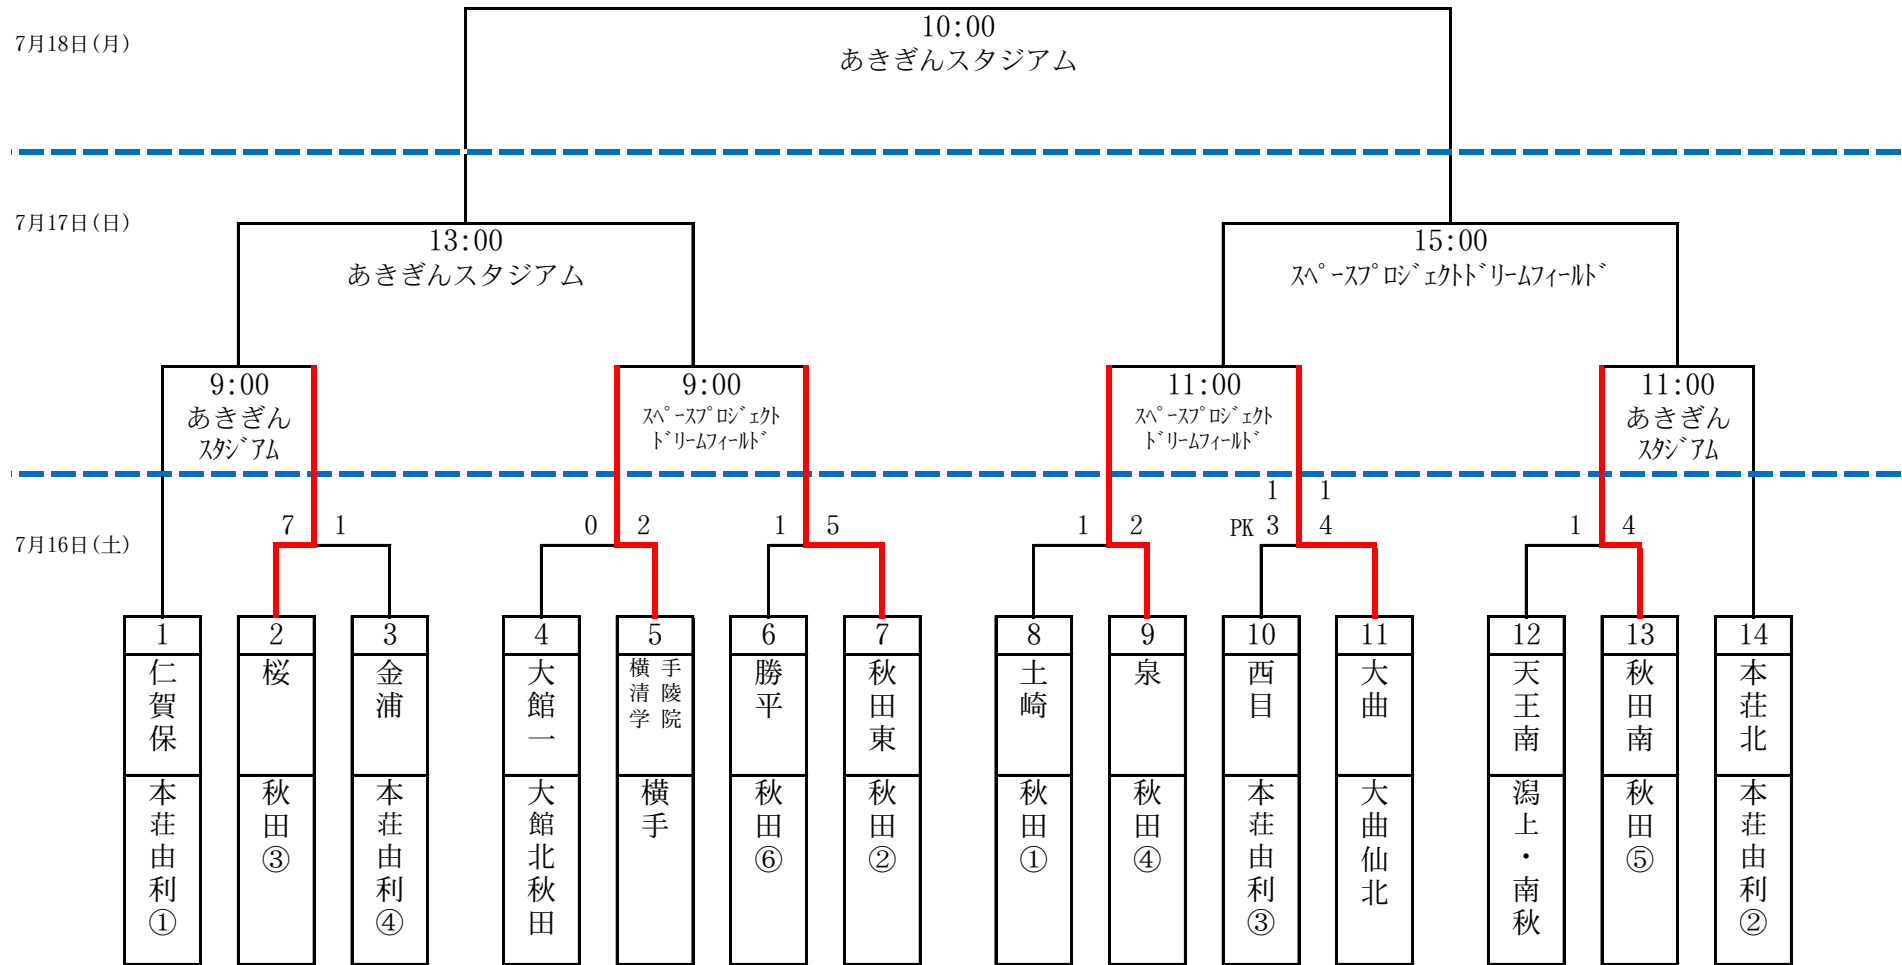 7月18日(月)
10:00
あきぎんスタジアム
7月17日(日)
13:00
あきぎんスタジアム
15:00
ｽﾍﾟｰｽﾌﾟﾛｼﾞｪｸﾄﾄﾞﾘｰﾑﾌｨｰﾙﾄﾞ
9:00
あきぎん
ｽﾀｼﾞｱﾑ
9:00
ｽﾍﾟｰｽﾌﾟﾛｼﾞｪｸﾄ
ﾄﾞﾘｰﾑﾌｨｰﾙﾄﾞ
11:00
ｽﾍﾟｰｽﾌﾟﾛｼﾞｪｸﾄ
ﾄﾞﾘｰﾑﾌｨｰﾙﾄﾞ
11:00
あきぎん
ｽﾀｼﾞｱﾑ
7月16日(土)
7 1
0 2
1 5
1 2
1 1
PK 3 4
1 4
1
仁賀保
本荘由利①
2
桜
秋田③
3
金浦
本荘由利④
4
大館一
大館北秋田
5
横手
清陵
学院
横手
6
勝平
秋田⑥
7
秋田東
秋田②
8
土崎
秋田①
9
泉
秋田④
10
西目
本荘由利③
11
大曲
大曲仙北
12
天王南
潟上・南秋
13
秋田南
秋田⑤
14
本荘北
本荘由利②